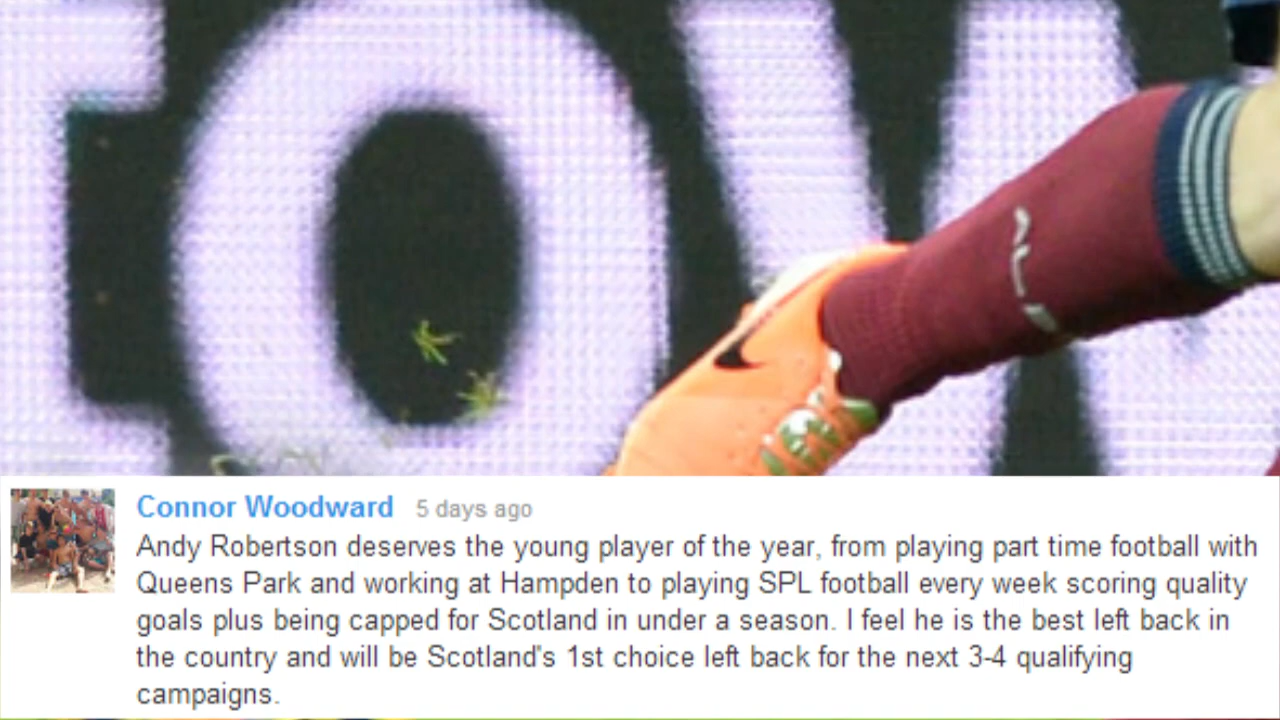 OW
ALF
Connor Woodward 5 days ago
Andy Robertson deserves the young player of the year, from playing part time football with
Queens Park and working at Hampden to playing SPL football every week scoring quality
goals plus being capped for Scotland in under a season. I feel he is the best left back in
the country and will be Scotland's 1st choice left back for the next 3-4 qualifying
campaigns.